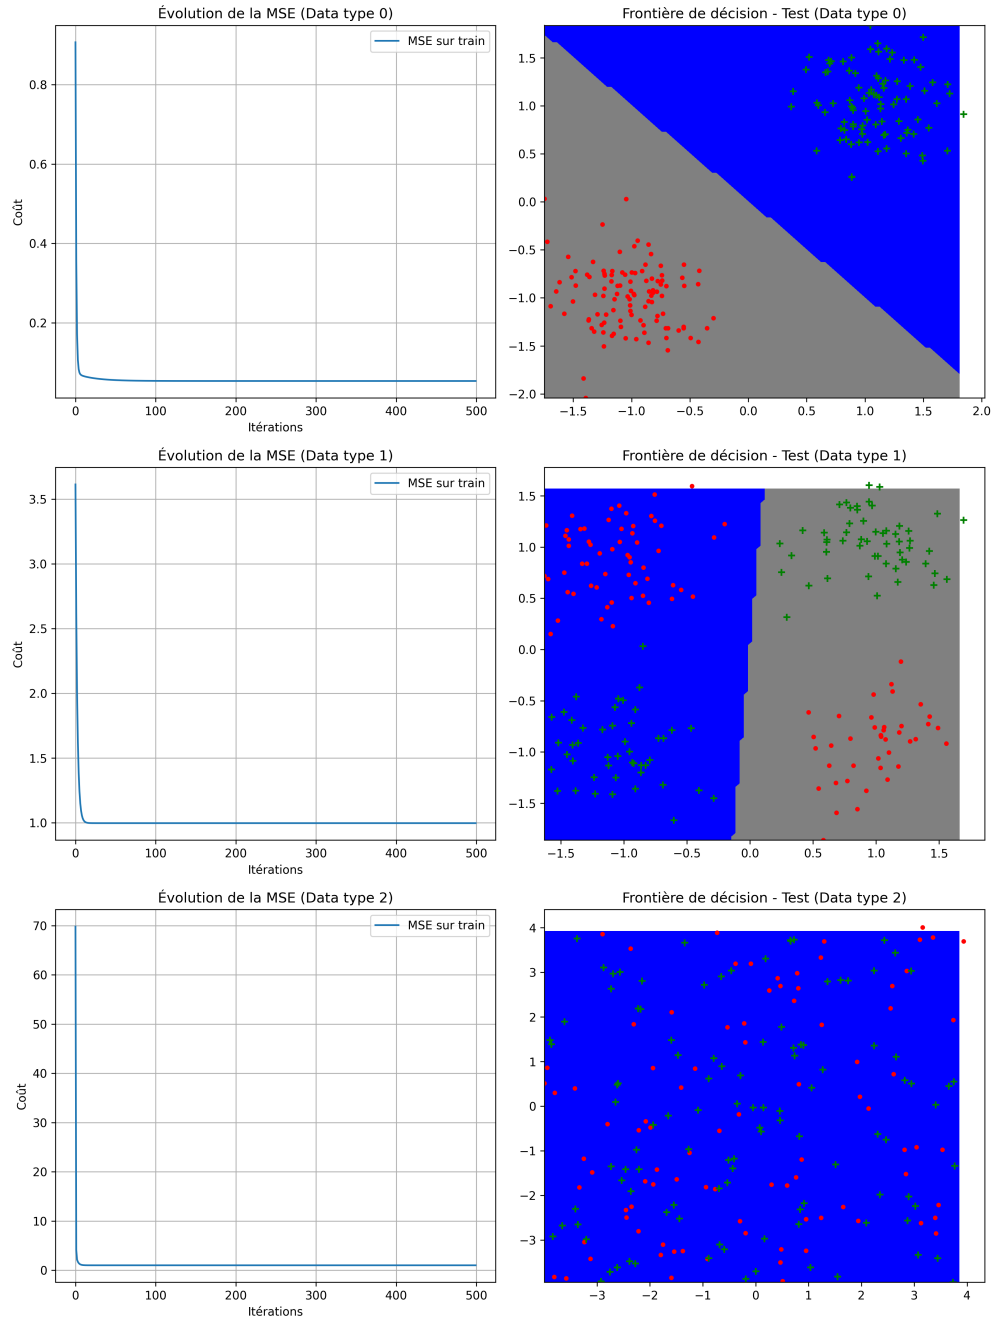 Évolution de la MSE (Data type 0)
MSE sur train
Coût
0.8
0.6
0.4
0.2
0 100 200 300 400 500
Itérations
Frontière de décision - Test (Data type 0)
1.5
1.0
0.5
0.0
−0.5
−1.0
−1.5
−2.0
−1.5 −1.0 −0.5 0.0 0.5 1.0 1.5 2.0
Évolution de la MSE (Data type 1)
MSE sur train
Coût
3.5
3.0
2.5
2.0
1.5
1.0
0 100 200 300 400 500
Itérations
Frontière de décision - Test (Data type 1)
1.5
1.0
0.5
0.0
−0.5
−1.0
−1.5
−1.5 −1.0 −0.5 0.0 0.5 1.0 1.5
Évolution de la MSE (Data type 2)
MSE sur train
Coût
70
60
50
40
30
20
10
0
0 100 200 300 400 500
Itérations
Frontière de décision - Test (Data type 2)
4
3
2
1
0
−1
−2
−3
−3 −2 −1 0 1 2 3 4